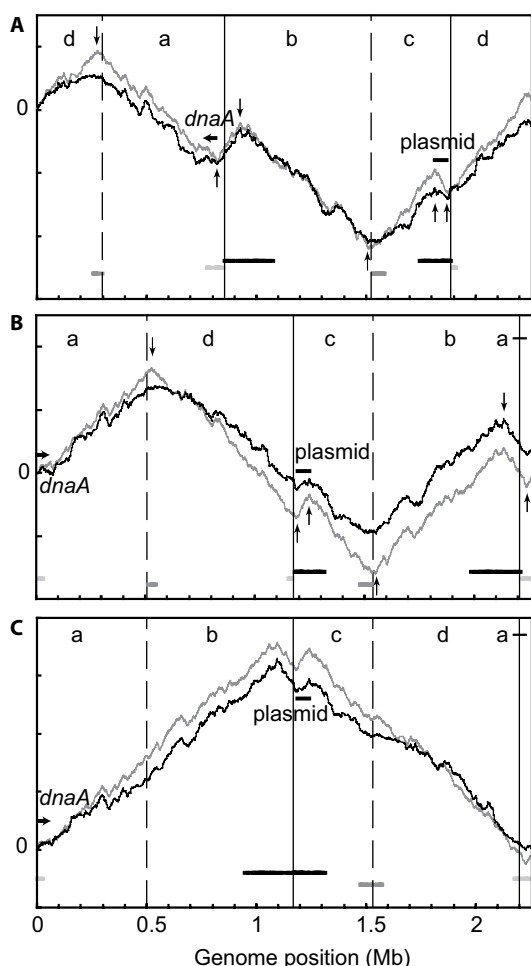 A
d a b c d
dnaA
plasmid
0
B
a d c b a
plasmid
0
dnaA
C
a b c d a
plasmid
dnaA
0
0 0.5 1 1.5 2
Genome position (Mb)